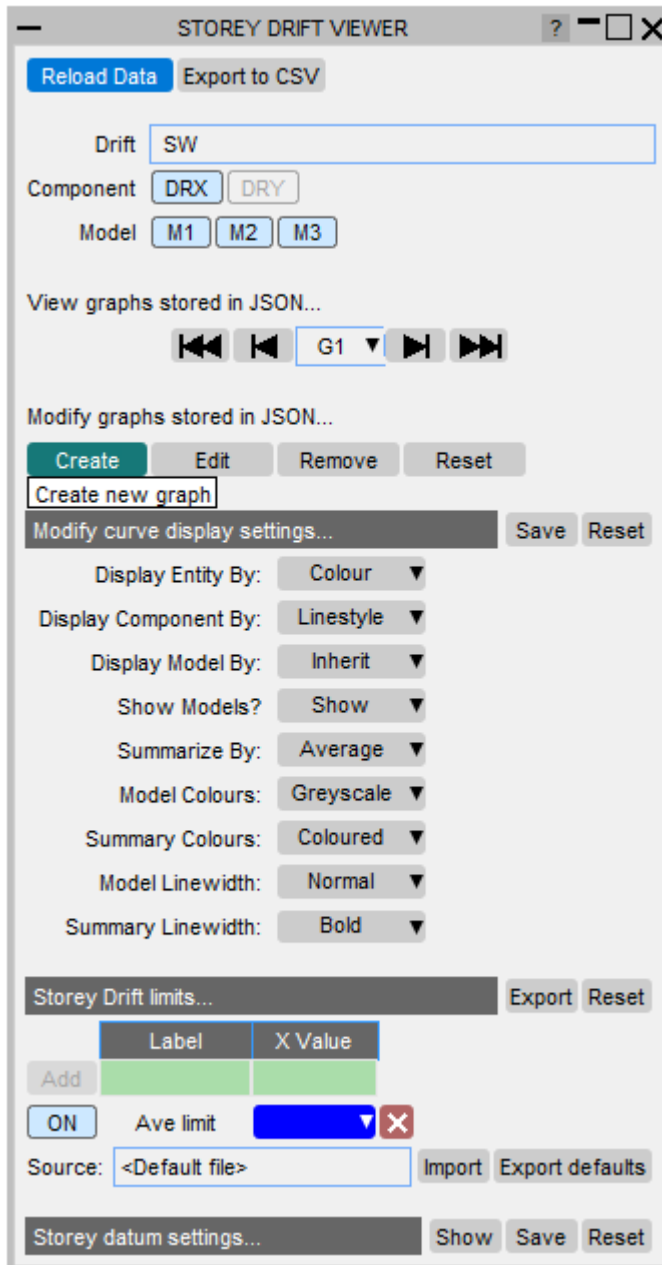 STOREY DRIFT VIEWER ?
Reload Data Export to CSV
Drift SW
Component DRX DRY
Model M1 M2 M3
View graphs stored in JSON...
G1
Modify graphs stored in JSON...
Create Edit Remove Reset
Create new graph
Modify curve display settings... Save Reset
Display Entity By: Colour
Display Component By: Linestyle
Display Model By: Inherit
Show Models? Show
Summarize By: Average
Model Colours: Greyscale
Summary Colours: Coloured
Model Linewidth: Normal
Summary Linewidth: Bold
Storey Drift limits... Export Reset
Label X Value
Add
ON Ave limit
Source: <Default file> Import Export defaults
Storey datum settings... Show Save Reset